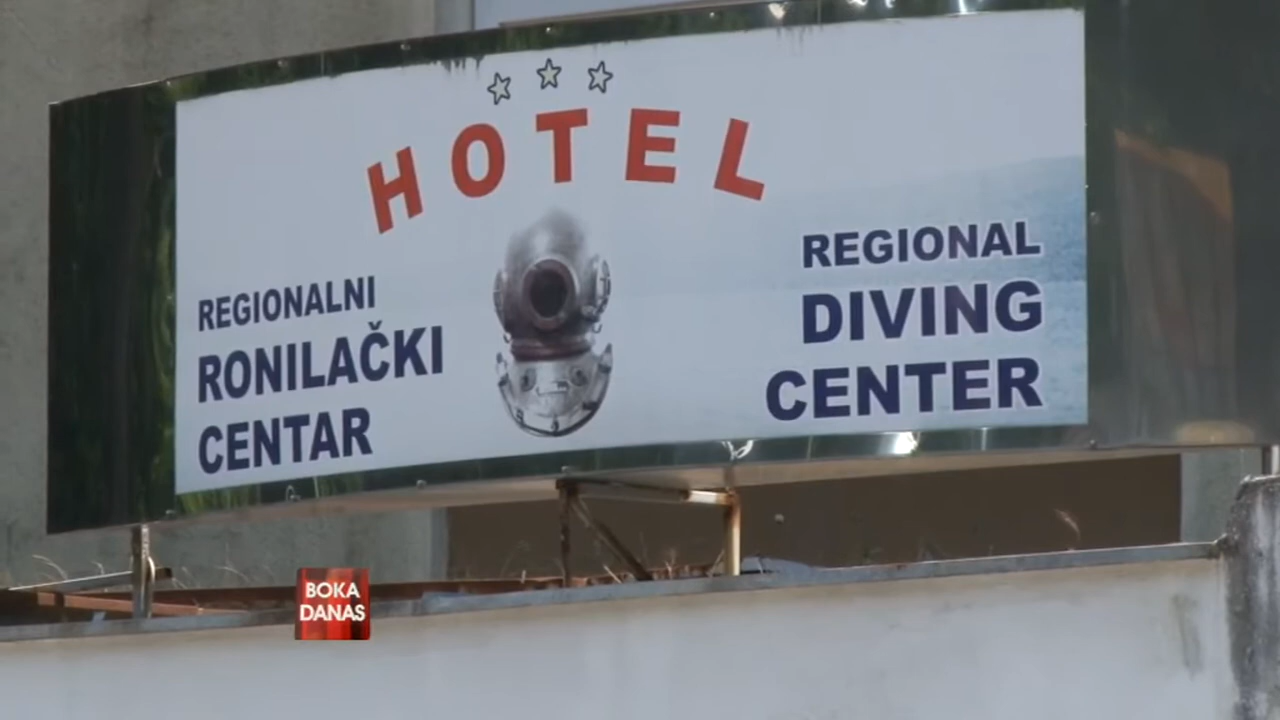 HOTEL
REGIONALNI
RONILAČKI
CENTAR
REGIONAL
DIVING
CENTER
BOKA
DANAS